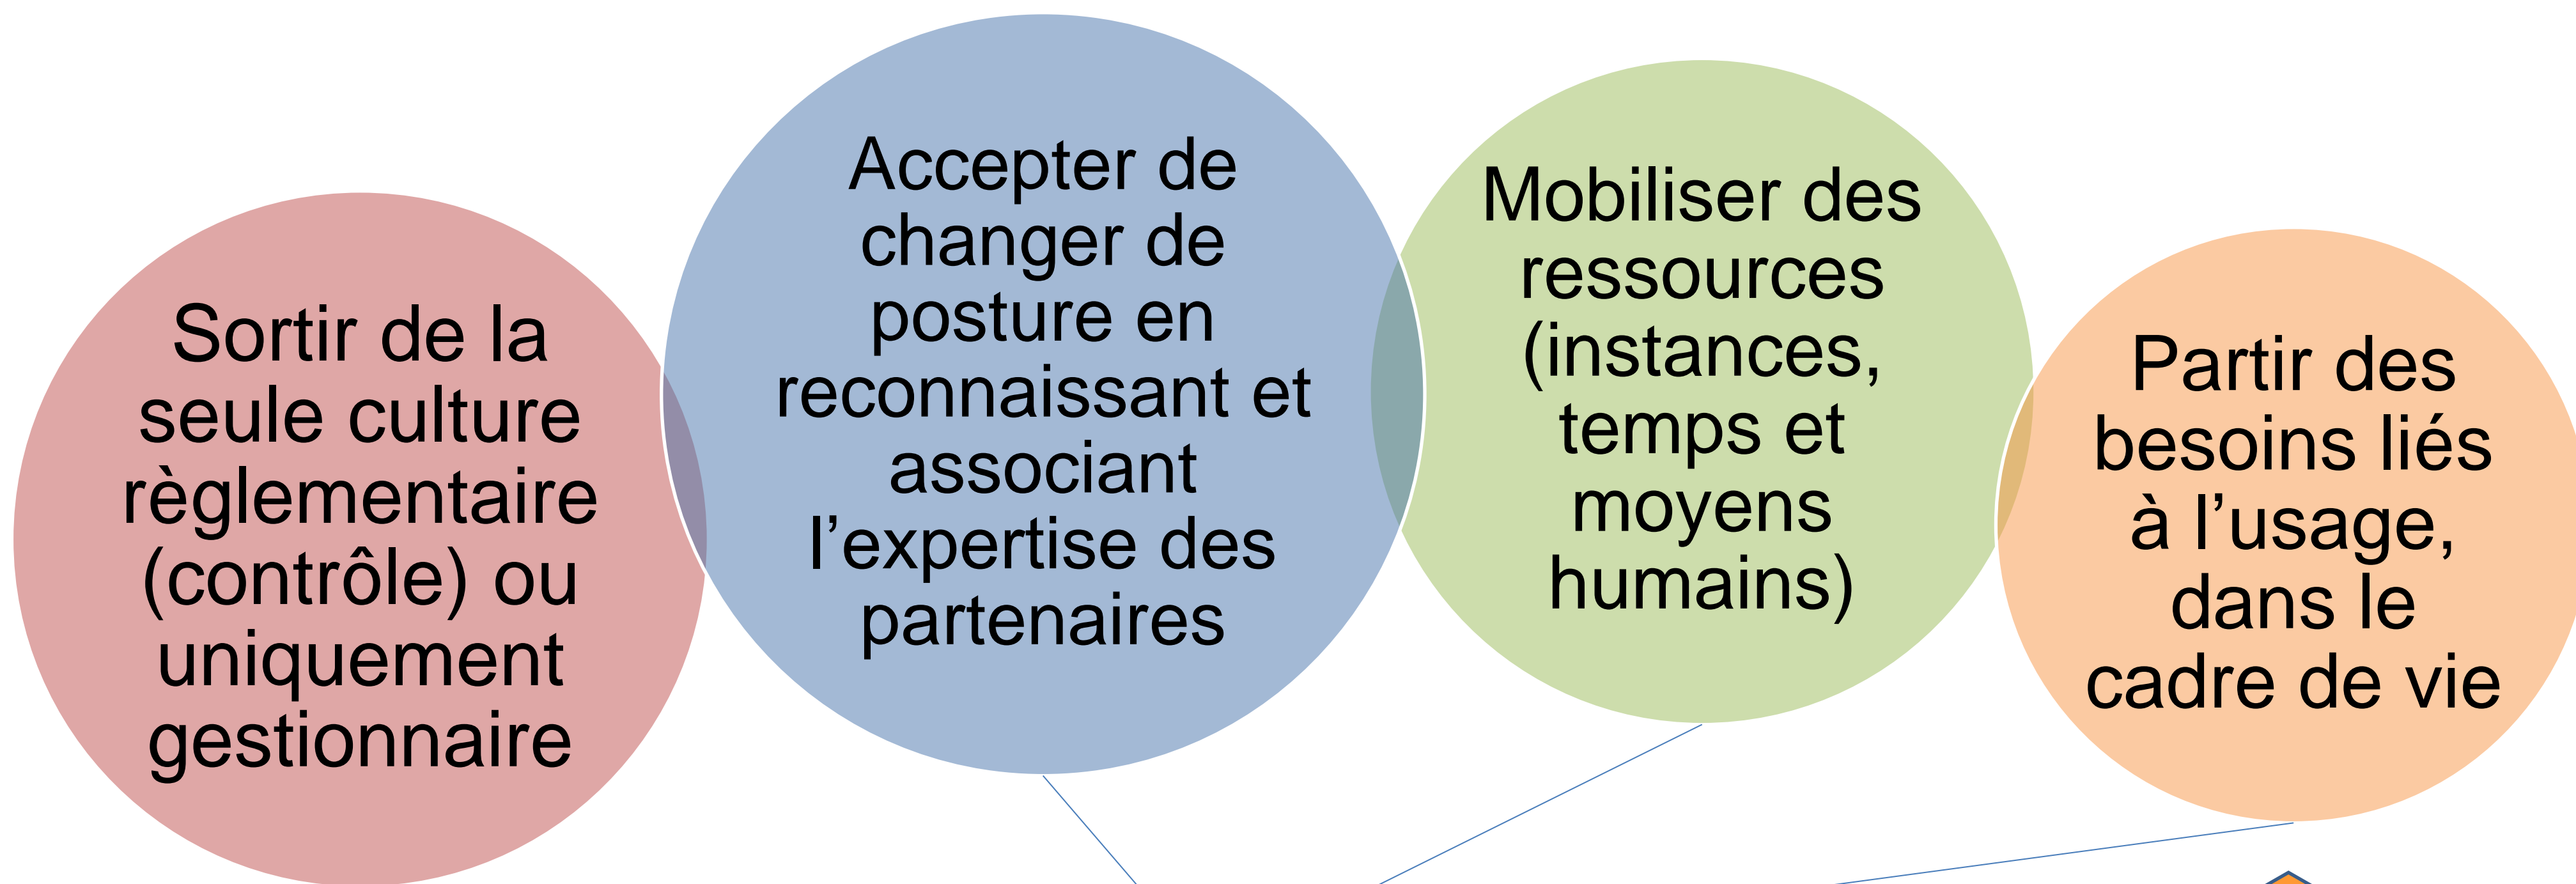 Sortir de la
seule culture
règlementaire
(contrôle) ou
uniquement
gestionnaire
Accepter de
changer de
posture en
reconnaissant et
associant
l’expertise des
partenaires
Mobiliser des
ressources
(instances,
temps et
moyens
humains)
Partir des
besoins liés
à l’usage,
dans le
cadre de vie